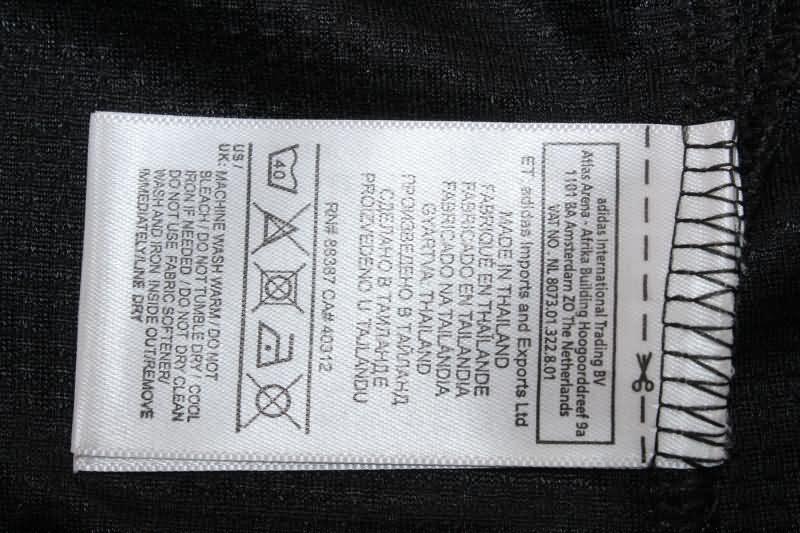 adidas International Trading BV
Atlas Arena - Afrika Building Hoogoorddreef 9a
1101 BA Amsterdam ZO The Netherlands
VAT NO. NL 8073.01.322.8.01
ET adidas Imports and Exports Ltd
MADE IN THAILAND
FABRIQUÉ EN THAILANDE
FABRICADO EN TAILANDIA
FABRICADO NA TAILÂNDIA
GYÁRTVA:THAILAND
ПРОИЗВЕДЕНО В ТАЙЛАНД
СДЕЛАНО В ТАИЛАНДЕ
PROIZVEDENO U TAJLANDU
RN# 88387 CA# 40312
40
US /
UK: MACHINE WASH WARM / DO NOT
BLEACH / DO NOT TUMBLE DRY / COOL
IRON IF NEEDED / DO NOT DRY CLEAN
DO NOT USE FABRIC SOFTENER/
WASH AND IRON INSIDE OUT/REMOVE
IMMEDIATELY/LINE DRY